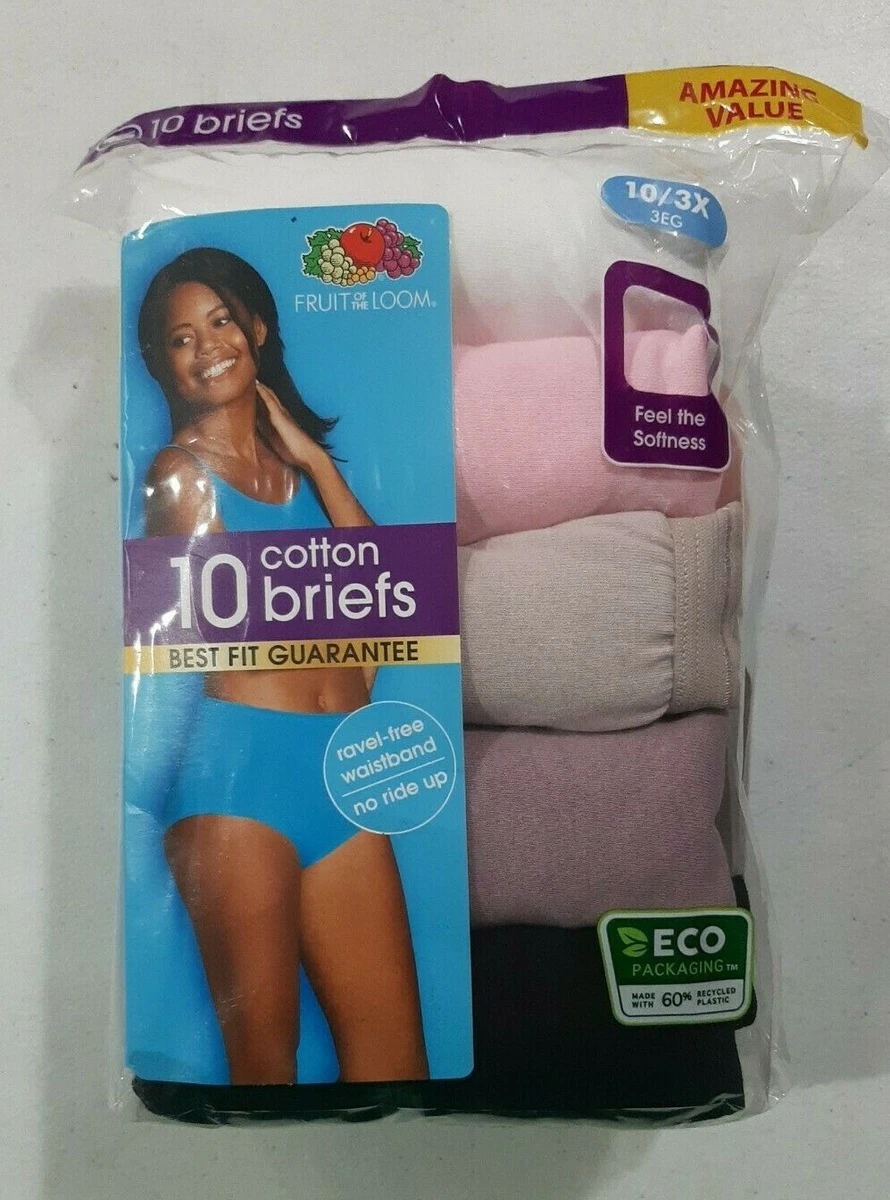 10 briefs
AMAZING
VALUE
10/3X
3EG
FRUIT OF THE LOOM®
Feel the
Softness
10 cotton
briefs
BEST FIT GUARANTEE
ravel-free
waistband
no ride up
ECO
PACKAGING™
MADE WITH 60% RECYCLED PLASTIC